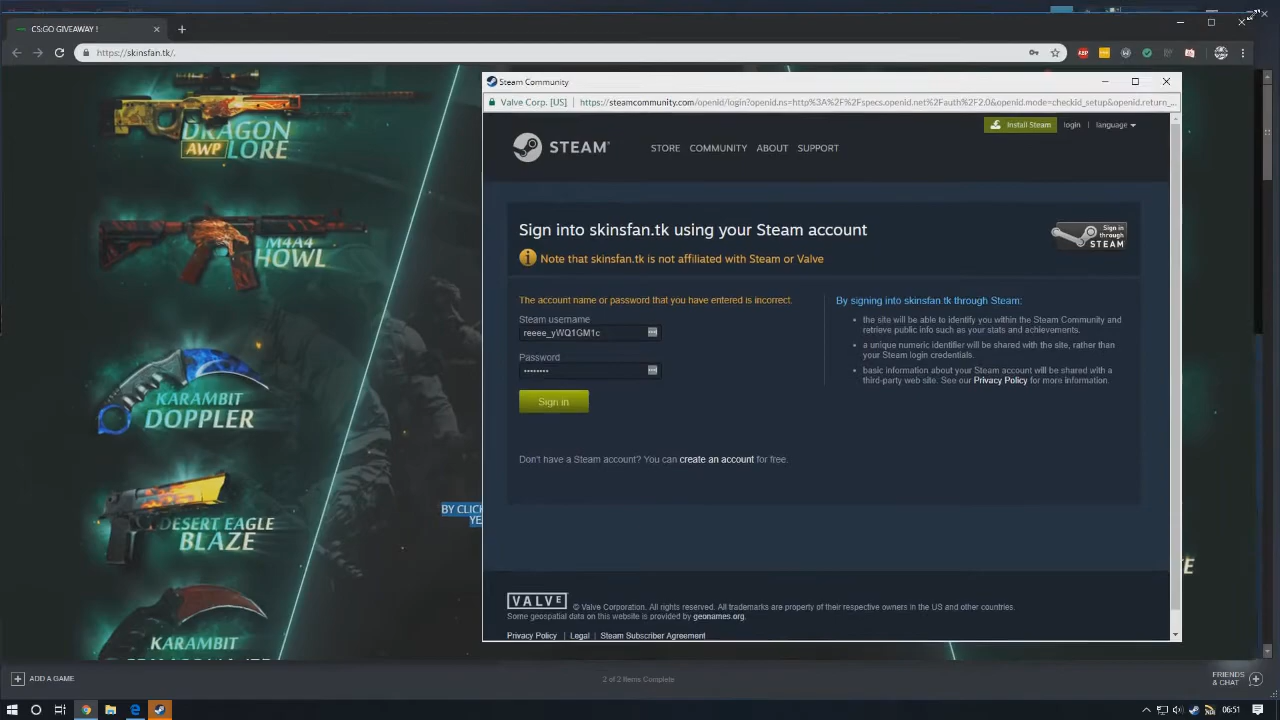 CS:GO GIVEAWAY !
https://skinsfan.tk/.
ABP
DRAGON
AWP LORE
M4A4
HOWL
KARAMBIT
DOPPLER
DESERT EAGLE
BLAZE
KARAMBIT
BY CLICK
YE
Steam Community
Valve Corp. [US] | https://steamcommunity.com/openid/login?openid.ns=http%3A%2F%2Fspecs.openid.net%2Fauth%2F2.0&openid.mode=checkid_setup&openid.return_...
Install Steam login | language
STEAM®
STORE COMMUNITY ABOUT SUPPORT
Sign into skinsfan.tk using your Steam account
Note that skinsfan.tk is not affiliated with Steam or Valve
Sign in
through
STEAM
The account name or password that you have entered is incorrect.
Steam username
reeee_yWQ1GM1c
Password
Sign in
Don't have a Steam account? You can create an account for free.
By signing into skinsfan tk through Steam:
the site will be able to identify you within the Steam Community and
retrieve public info such as your stats and achievements.
a unique numeric identifier will be shared with the site, rather than
your Steam login credentials.
basic information about your Steam account will be shared with a
third-party web site. See our Privacy Policy for more information.
VALVE
© Valve Corporation. All rights reserved. All trademarks are property of their respective owners in the US and other countries.
Some geospatial data on this website is provided by geonames.org.
Privacy Policy | Legal | Steam Subscriber Agreement
ADD A GAME
2 of 2 Items Complete
FRIENDS
& CHAT
06:51